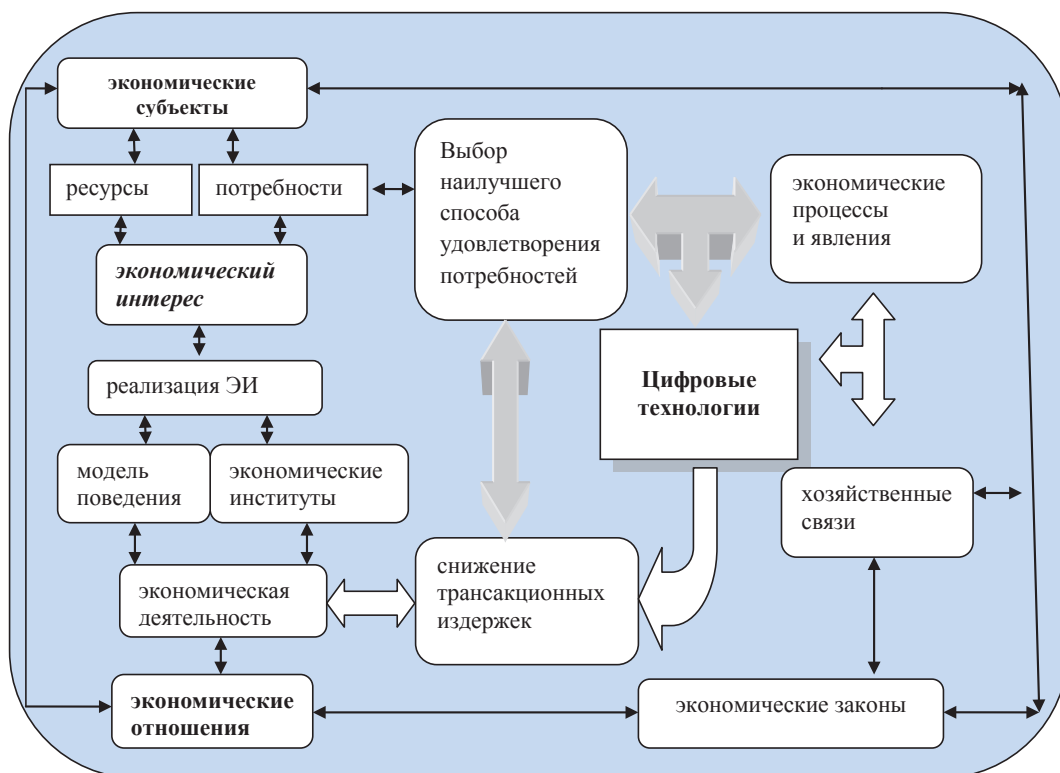 экономические
субъекты
ресурсы
потребности
Выбор
наилучшего
способа
удовлетворения
потребностей
экономические
процессы
и явления
экономический
интерес
реализация ЭИ
Цифровые
технологии
модель
поведения
экономические
институты
хозяйственные
связи
экономическая
деятельность
снижение
трансакционных
издержек
экономические
отношения
экономические законы